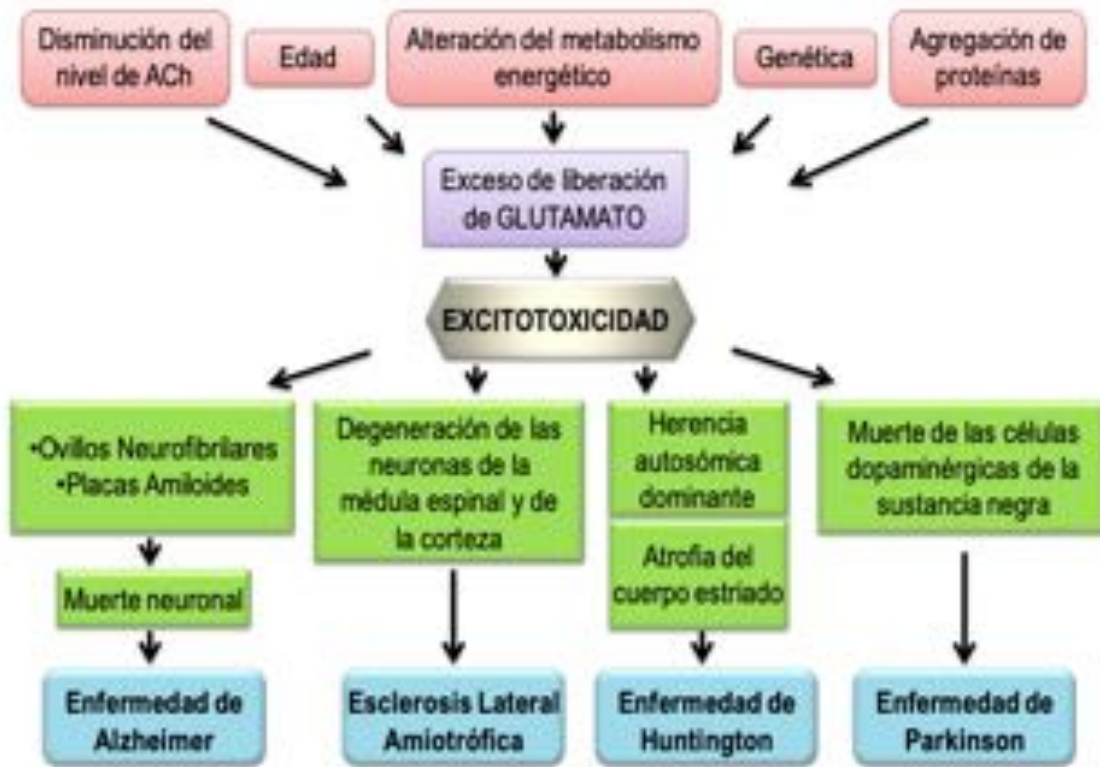 Disminución del
nivel de ACh
Edad
Alteración del metabolismo
energético
Genética
Agregación de
proteínas
Exceso de liberación
de GLUTAMATO
EXCITOTOXICIDAD
•Ovillos Neurofibrilares
•Placas Amiloides
Degeneración de las
neuronas de la
médula espinal y de
la corteza
Herencia
autosómica
dominante
Muerte de las células
dopaminérgicas de la
sustancia negra
Muerte neuronal
Atrofia del
cuerpo estriado
Enfermedad de
Alzheimer
Esclerosis Lateral
Amiotrófica
Enfermedad de
Huntington
Enfermedad de
Parkinson